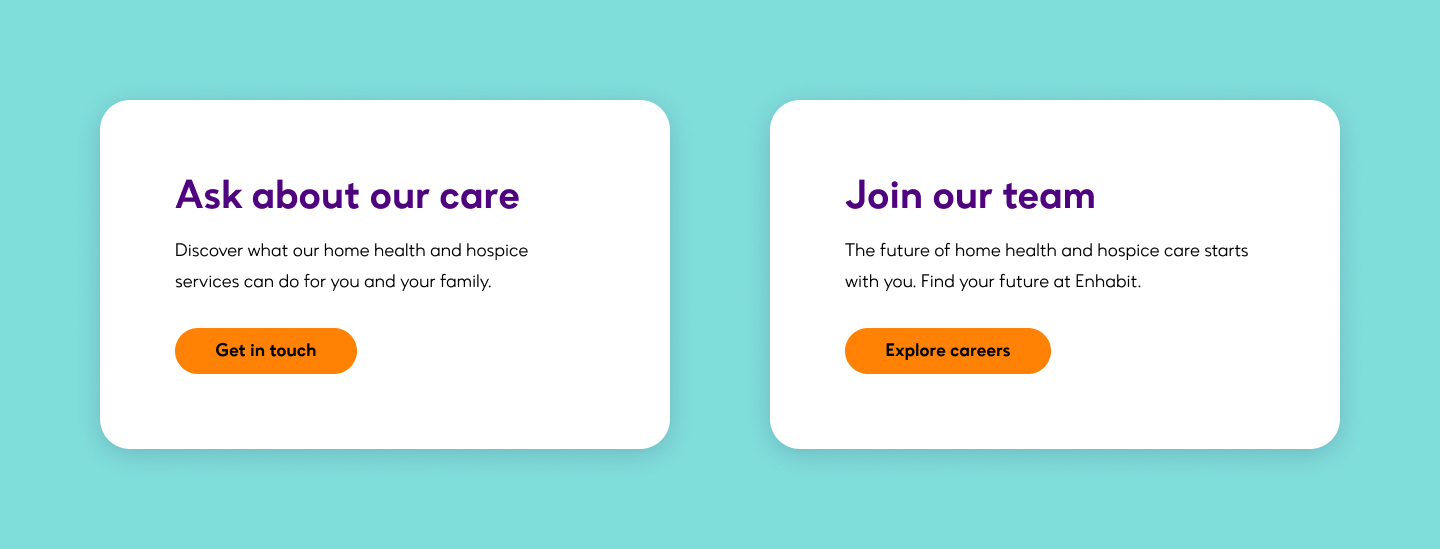 Ask about our care
Discover what our home health and hospice
services can do for you and your family.
Get in touch
Join our team
The future of home health and hospice care starts
with you. Find your future at Enhabit.
Explore careers